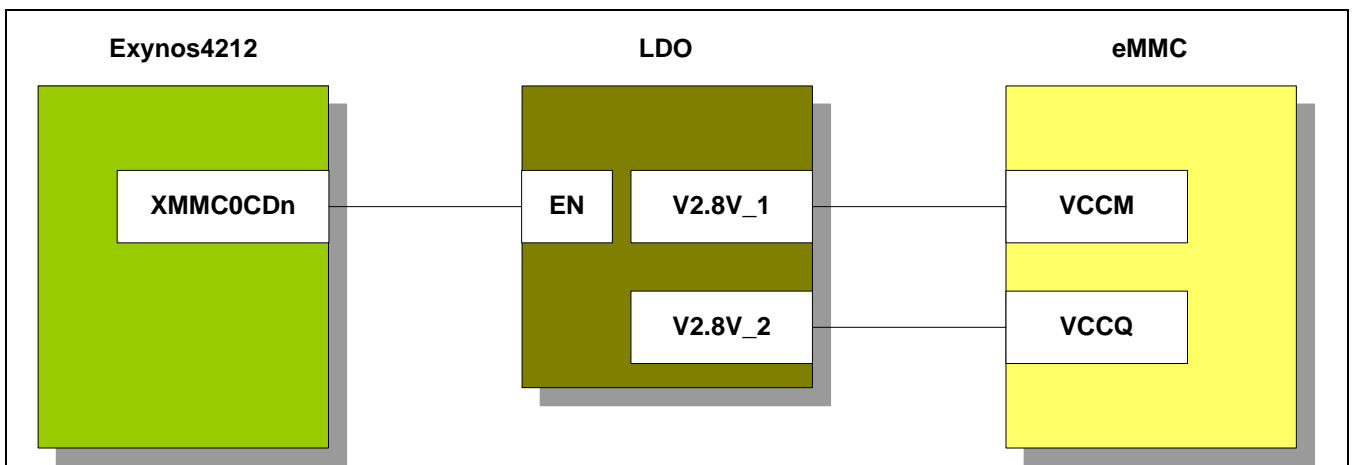 Exynos4212
LDO
eMMC
XMMC0CDn
EN
V2.8V_1
VCCM
V2.8V_2
VCCQ